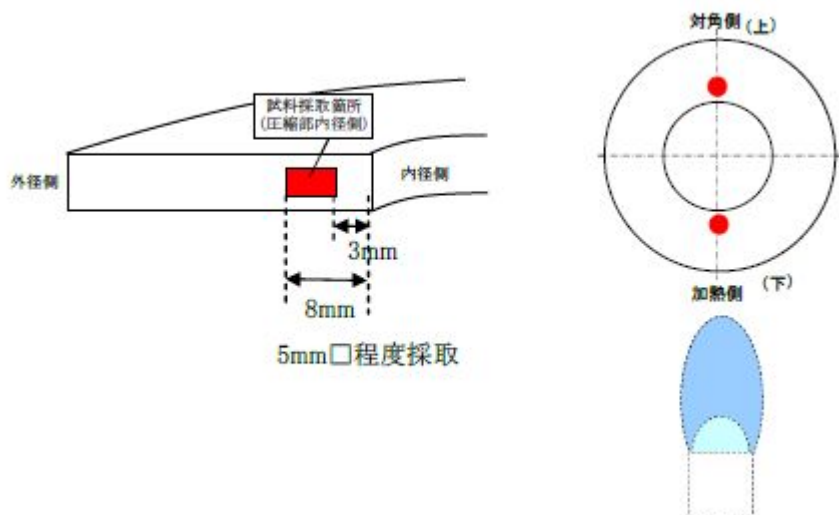 試料採取箇所
(圧縮部内径側)
外径側
内径側
3mm
8mm
5mm□程度採取
対角側(上)
(下)
加熱側